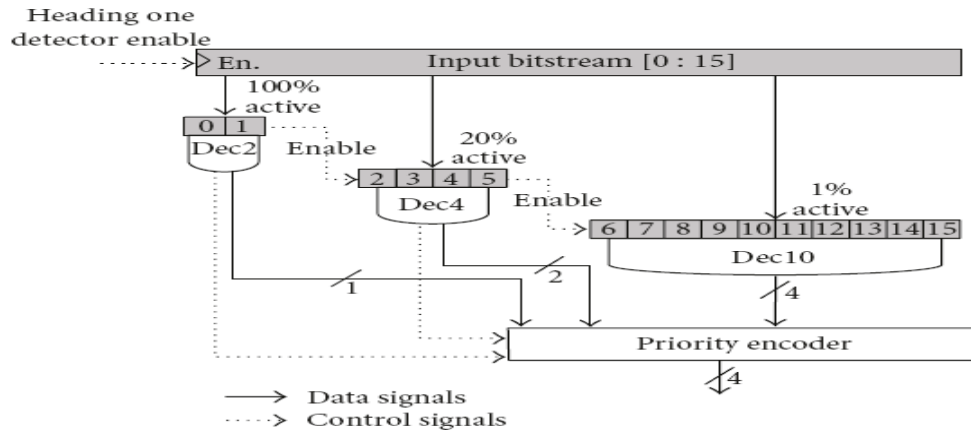 Heading one
detector enable
En.
Input bitstream [0 : 15]
100%
active
0 1
Dec2
Enable
20%
active
2 3 4 5
Dec4
Enable
1%
active
6 7 8 9 10 11 12 13 14 15
Dec10
1
2
4
Priority encoder
4
Data signals
Control signals